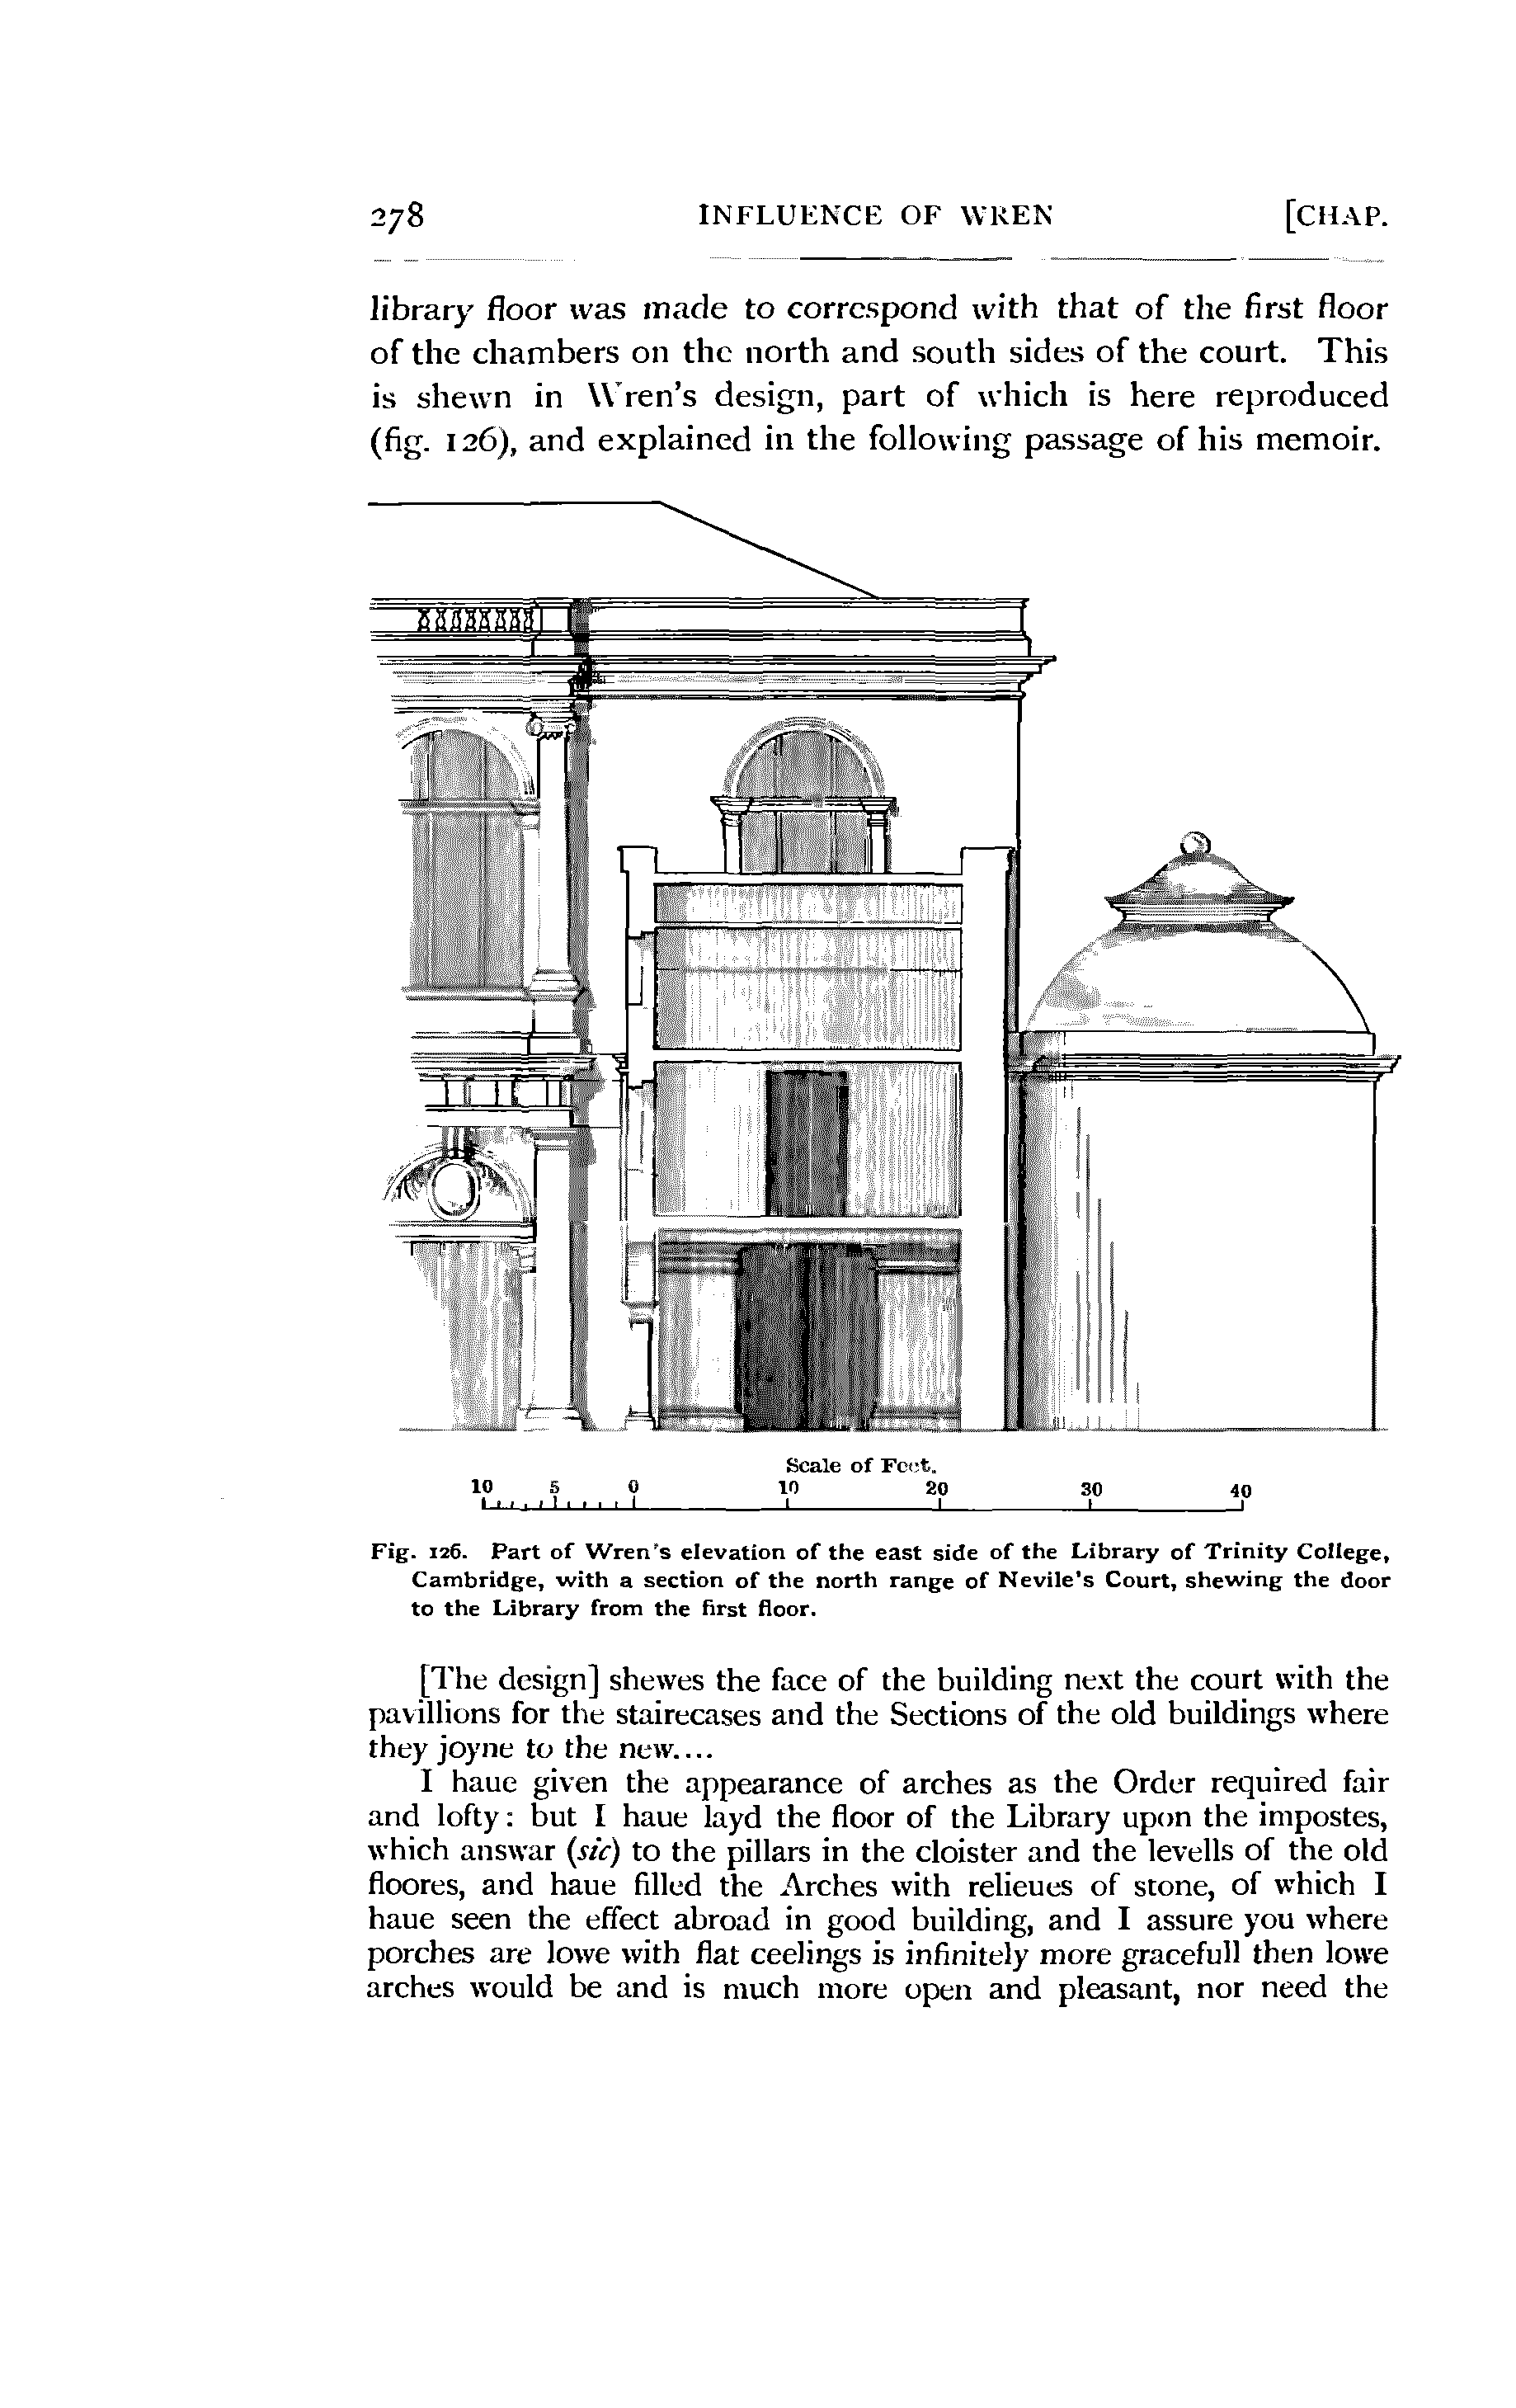 278 INFLUENCE OF WREN [CHAP.
library floor was made to correspond with that of the first floor
of the chambers on the north and south sides of the court. This
is shewn in Wren's design, part of which is here reproduced
(fig. 126), and explained in the following passage of his memoir.
Scale of Feet.
10 5 0 10 20 30 40
Fig. 126. Part of Wren's elevation of the east side of the Library of Trinity College,
Cambridge, with a section of the north range of Nevile's Court, shewing the door
to the Library from the first floor.
[The design] shewes the face of the building next the court with the
pavillions for the stairecases and the Sections of the old buildings where
they joyne to the new....
I haue given the appearance of arches as the Order required fair
and lofty: but I haue layd the floor of the Library upon the impostes,
which answar (sic) to the pillars in the cloister and the levells of the old
floores, and haue filled the Arches with relieues of stone, of which I
haue seen the effect abroad in good building, and I assure you where
porches are lowe with flat ceelings is infinitely more gracefull then lowe
arches would be and is much more open and pleasant, nor need the